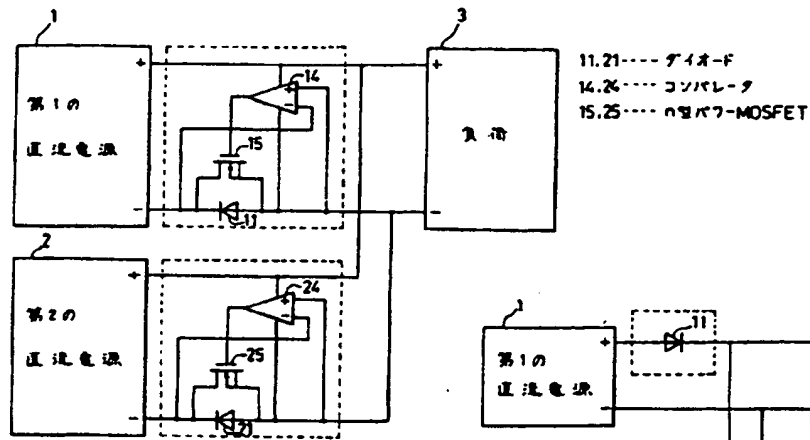 1
第1の
直流電源
+
-
14
+
-
15
11
3
+
負荷
-
11.21---- ダイオード
14.24---- コンパレータ
15.25---- n型パワーMOSFET
2
第2の
直流電源
+
-
24
+
-
25
21
1
第1の
直流電源
+
-
11